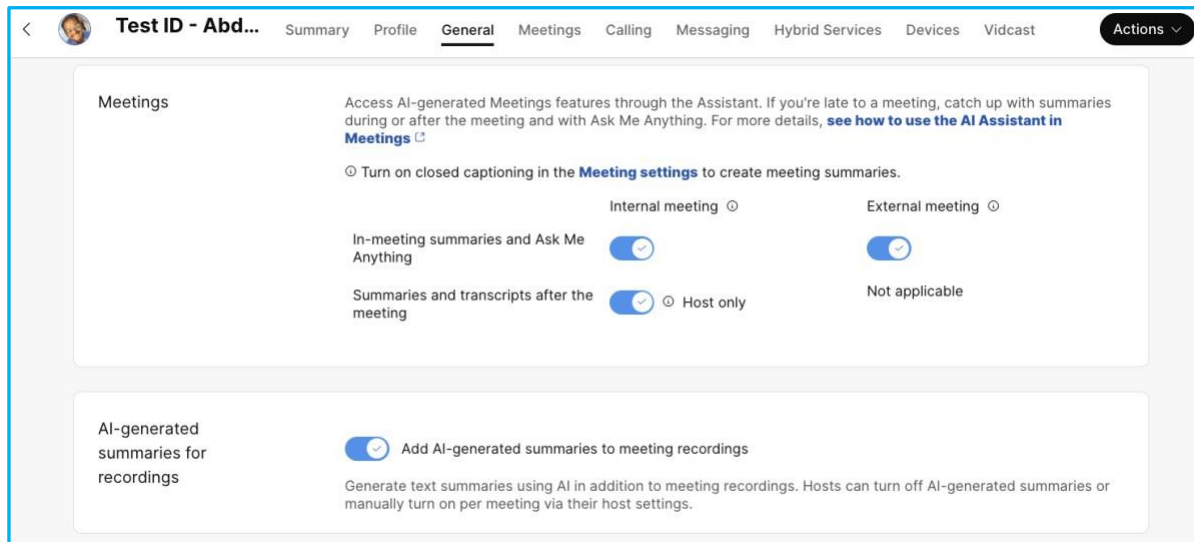 Test ID - Abd...
Summary Profile General Meetings Calling Messaging Hybrid Services Devices Vidcast
Actions
Meetings
Access AI-generated Meetings features through the Assistant. If you're late to a meeting, catch up with summaries
during or after the meeting and with Ask Me Anything. For more details, see how to use the AI Assistant in
Meetings
Turn on closed captioning in the Meeting settings to create meeting summaries.
Internal meeting External meeting
In-meeting summaries and Ask Me
Anything
Summaries and transcripts after the
meeting
Host only
Not applicable
AI-generated
summaries for
recordings
Add AI-generated summaries to meeting recordings
Generate text summaries using AI in addition to meeting recordings. Hosts can turn off AI-generated summaries or
manually turn on per meeting via their host settings.